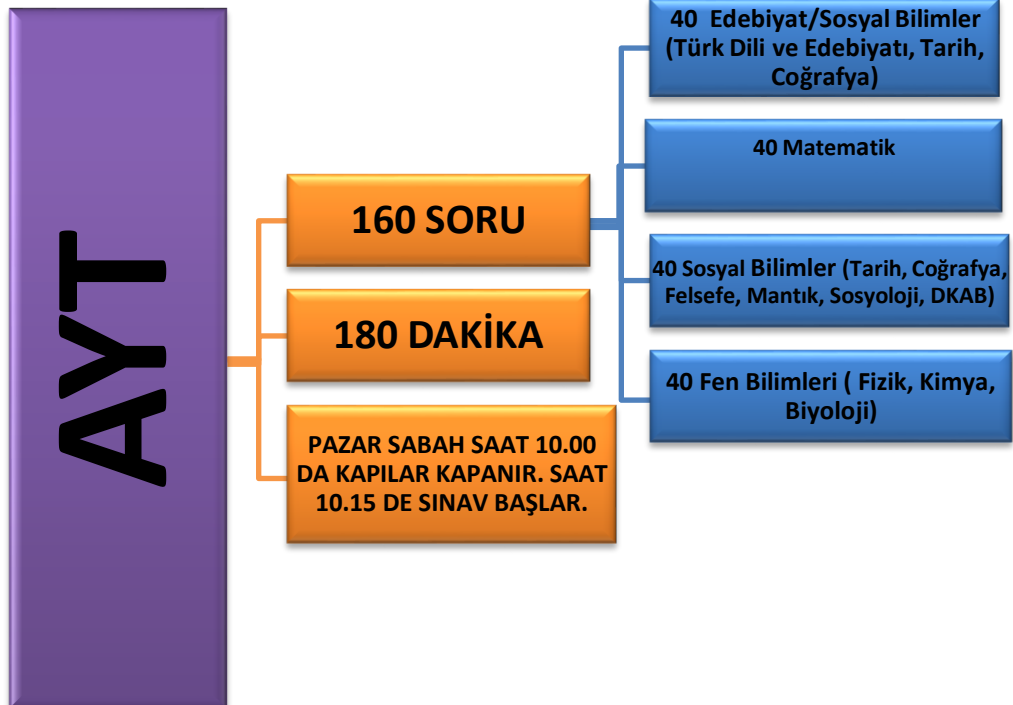 AYT
160 SORU
180 DAKİKA
PAZAR SABAH SAAT 10.00
DA KAPILAR KAPANIR. SAAT
10.15 DE SINAV BAŞLAR.
40 Edebiyat/Sosyal Bilimler
(Türk Dili ve Edebiyatı, Tarih,
Coğrafya)
40 Matematik
40 Sosyal Bilimler (Tarih, Coğrafya,
Felsefe, Mantık, Sosyoloji, DKAB)
40 Fen Bilimleri ( Fizik, Kimya,
Biyoloji)